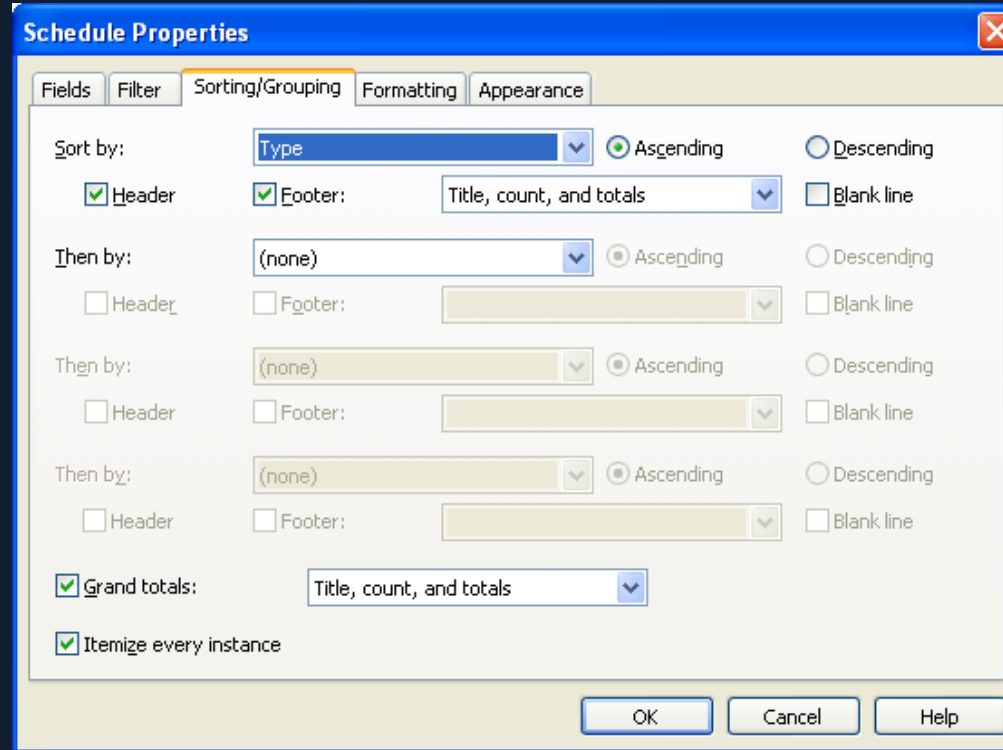 Schedule Properties
Fields Filter Sorting/Grouping Formatting Appearance
Sort by: Type Ascending Descending
Header Footer: Title, count, and totals Blank line
Then by: (none) Ascending Descending
Header Footer: Blank line
Then by: (none) Ascending Descending
Header Footer: Blank line
Then by: (none) Ascending Descending
Header Footer: Blank line
Grand totals: Title, count, and totals
Itemize every instance
OK Cancel Help